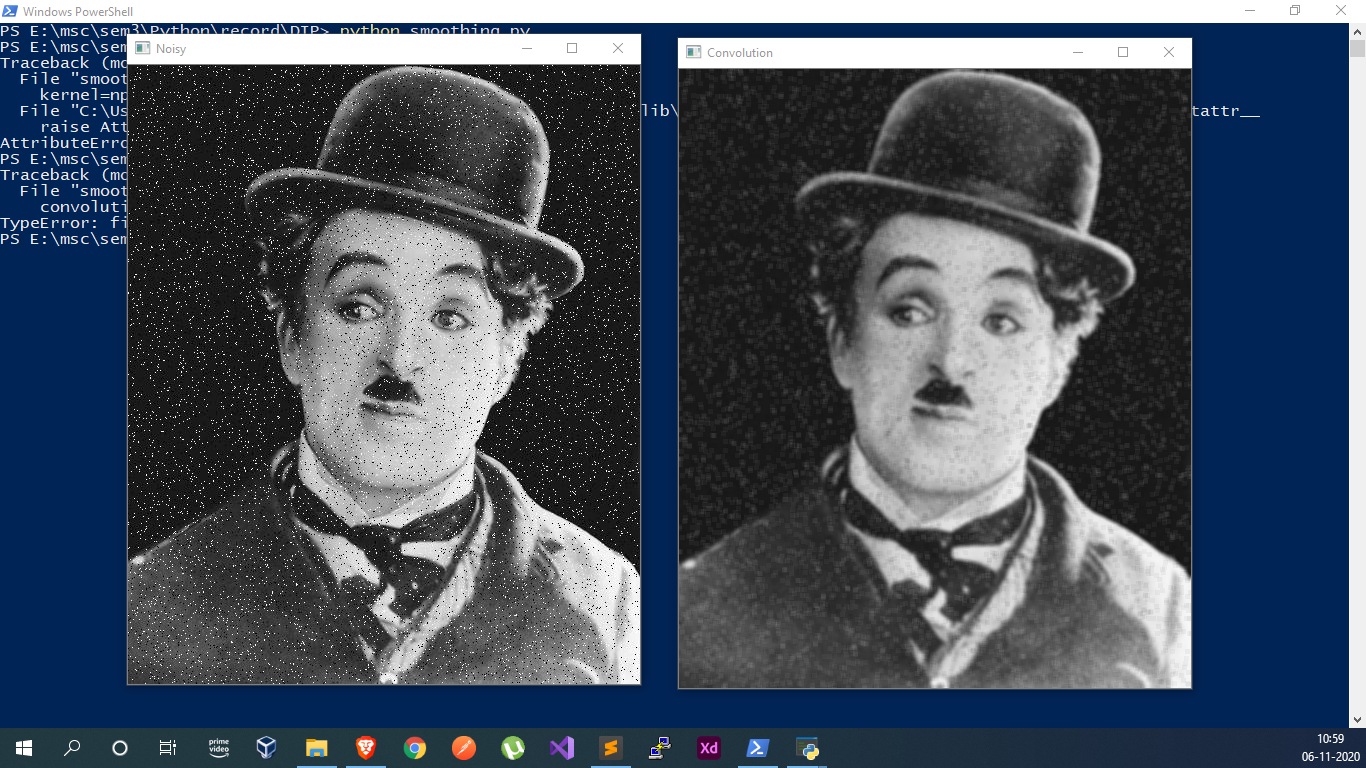 Windows PowerShell
PS E:\msc\sem3\Python\record\DIP> python smoothing.py
PS E:\msc\sem
Traceback (mo
File "smoot
kernel=np
File "C:\Us
lib\
tattr__
raise Att
AttributeErro
PS E:\msc\sem
Traceback (mo
File "smoot
convoluti
TypeError: fi
PS E:\msc\sem
Noisy
Convolution
prime video
Xd
10:59
06-11-2020